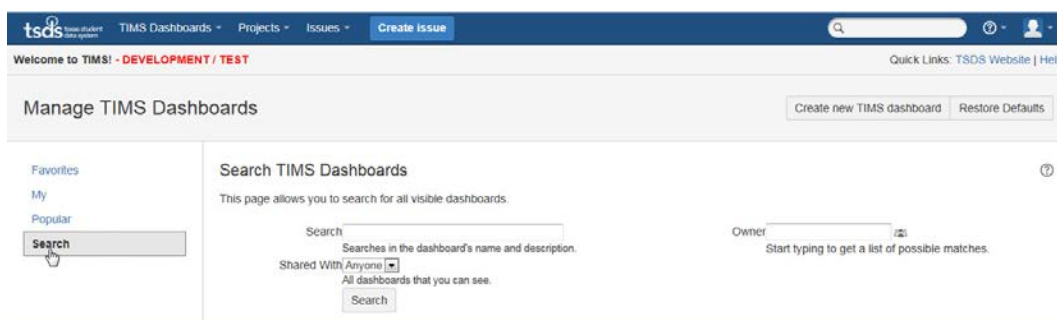 tsds texas student data system TIMS Dashboards Projects Issues Create issue
Welcome to TIMS! - DEVELOPMENT / TEST Quick Links: TSDS Website | Hel
Manage TIMS Dashboards Create new TIMS dashboard Restore Defaults
Favorites
My
Popular
Search
Search TIMS Dashboards
This page allows you to search for all visible dashboards.
Search Owner
Searches in the dashboard's name and description. Start typing to get a list of possible matches.
Shared With Anyone
All dashboards that you can see.
Search